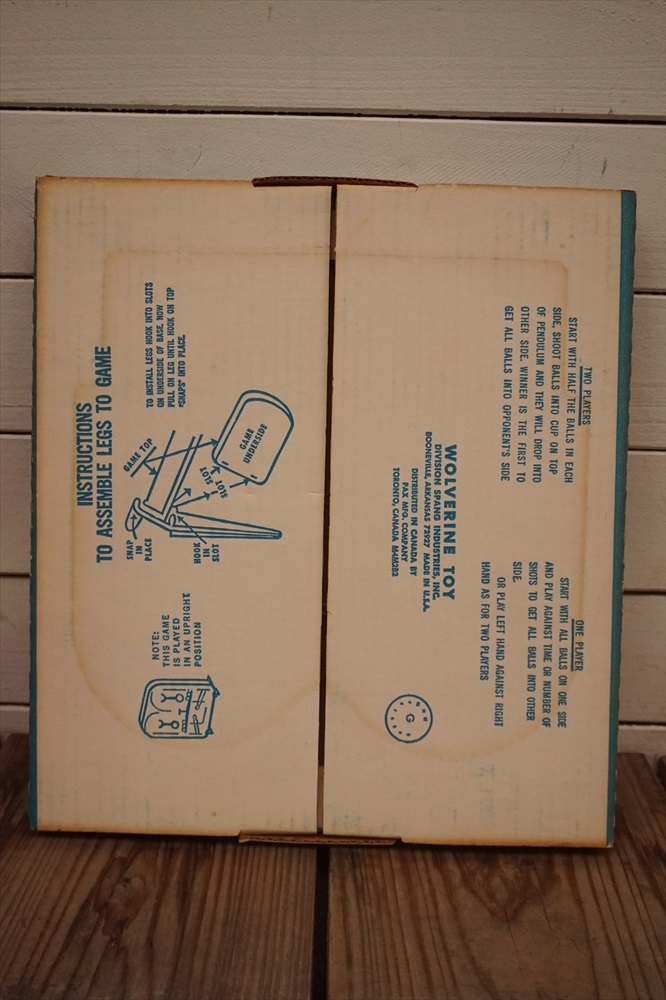 INSTRUCTIONS
TO ASSEMBLE LEGS TO GAME
TO INSTALL LEGS HOOK INTO SLOTS
ON UNDERSIDE OF BASE. NOW
PULL ON LEG UNTIL HOOK ON TOP
"SNAPS" INTO PLACE.
GAME TOP
GAME
UNDERSIDE
SLOT
SLOT
SNAP
IN
PLACE
HOOK
IN
SLOT
NOTE:
THIS GAME
IS PLAYED
IN AN UPRIGHT
POSITION
TWO PLAYERS
START WITH HALF THE BALLS IN EACH
SIDE, SHOOT BALLS INTO CUP ON TOP
OF PENDULUM AND THEY WILL DROP INTO
OTHER SIDE. WINNER IS THE FIRST TO
GET ALL BALLS INTO OPPONENT'S SIDE
ONE PLAYER
START WITH ALL BALLS ON ONE SIDE
AND PLAY AGAINST TIME OR NUMBER OF
SHOTS TO GET ALL BALLS INTO OTHER
SIDE.
OR PLAY LEFT HAND AGAINST RIGHT
HAND AS FOR TWO PLAYERS
WOLVERINE TOY
DIVISION SPANG INDUSTRIES, INC.
BOONEVILLE, ARKANSAS 72927 MADE IN U.S.A.
DISTRIBUTED IN CANADA BY
PAX MFG. COMPANY
TORONTO, CANADA M4H2B2
G